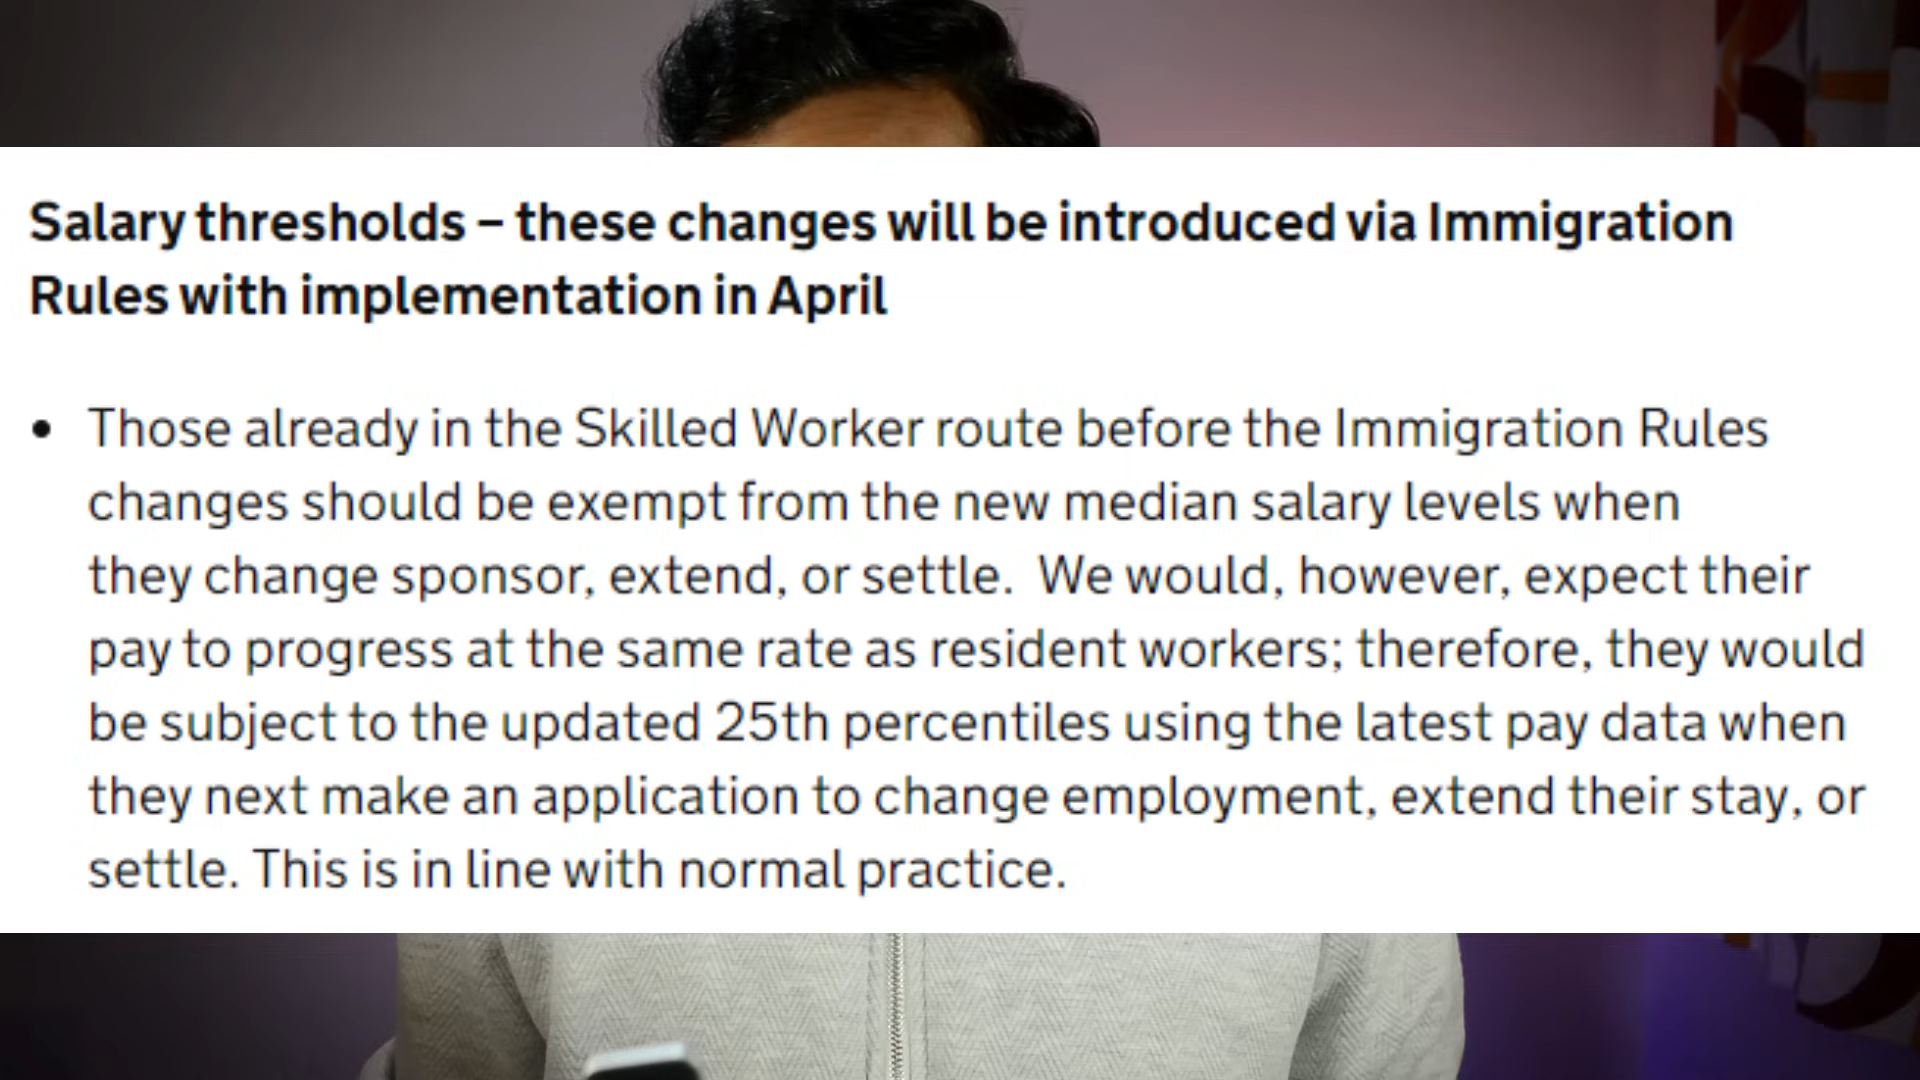 Salary thresholds – these changes will be introduced via Immigration
Rules with implementation in April
• Those already in the Skilled Worker route before the Immigration Rules
changes should be exempt from the new median salary levels when
they change sponsor, extend, or settle.  We would, however, expect their
pay to progress at the same rate as resident workers; therefore, they would
be subject to the updated 25th percentiles using the latest pay data when
they next make an application to change employment, extend their stay, or
settle. This is in line with normal practice.